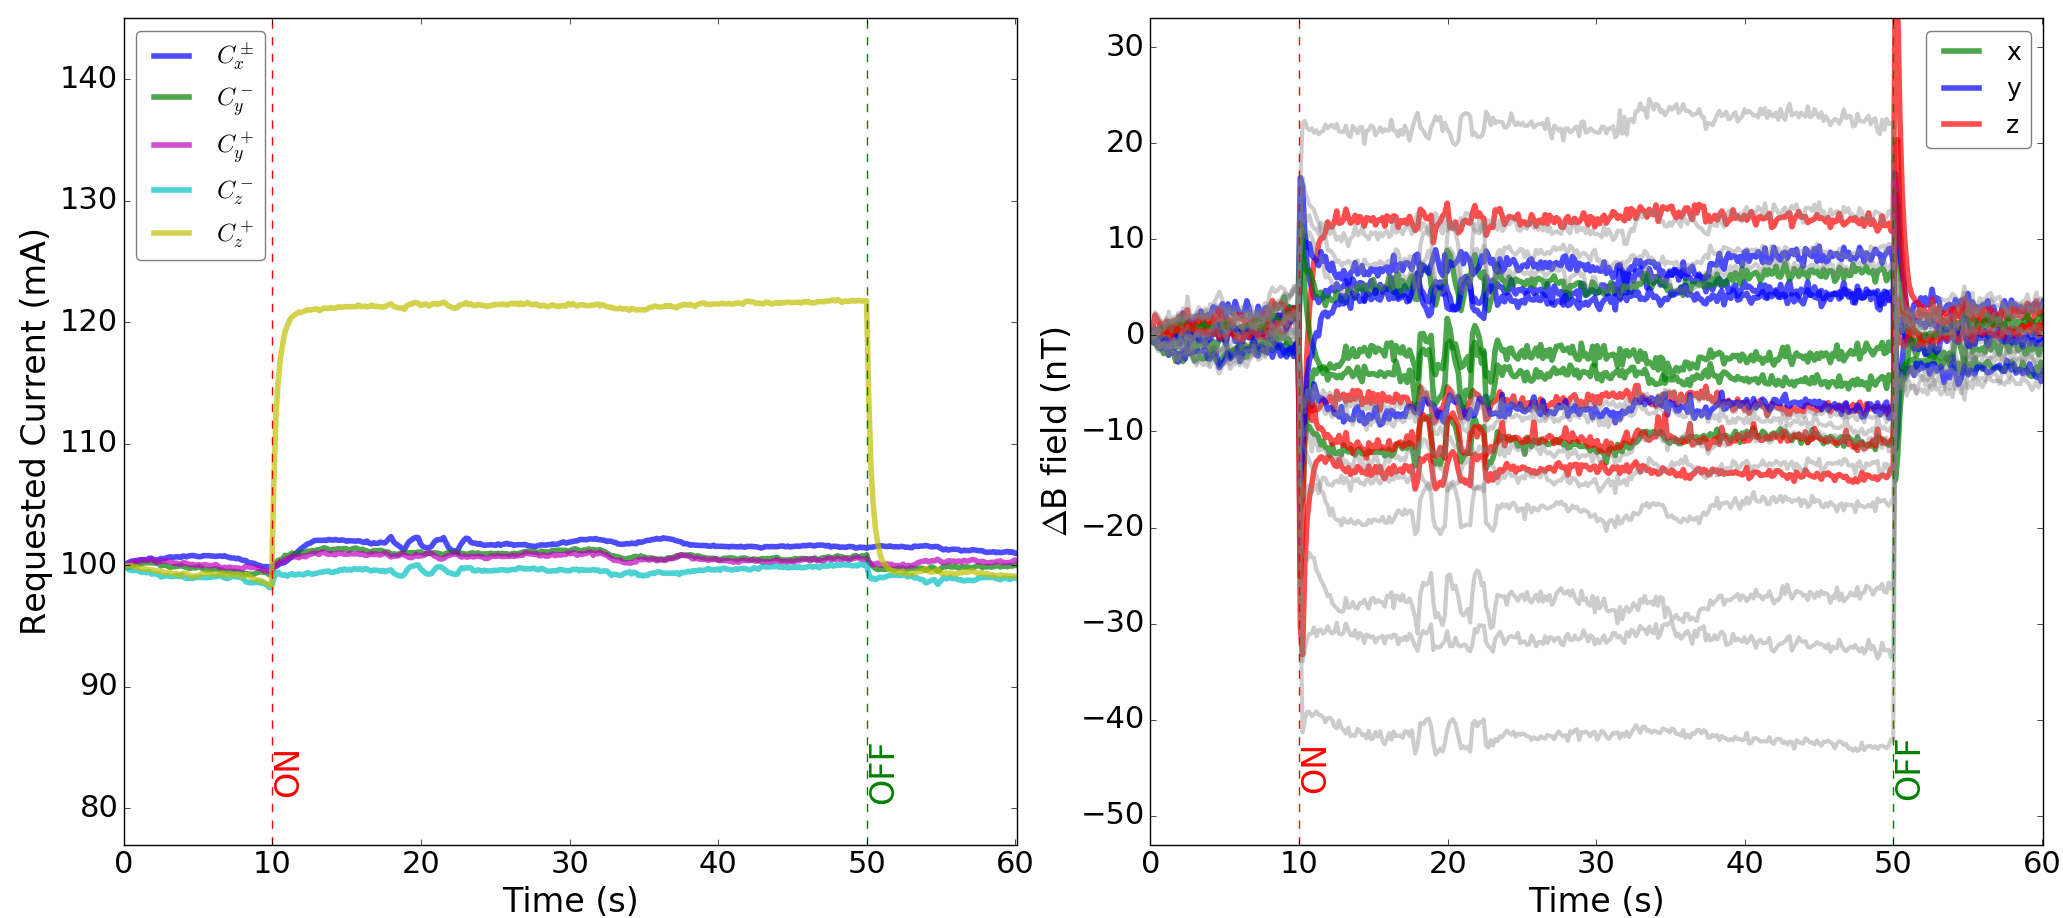 Requested Current (mA)
140
130
120
110
100
90
80
$C_x^{\pm}$
$C_y^{-}$
$C_y^{+}$
$C_z^{-}$
$C_z^{+}$
ON
OFF
0 10 20 30 40 50 60
Time (s)
ΔB field (nT)
30
20
10
0
−10
−20
−30
−40
−50
x
y
z
ON
OFF
0 10 20 30 40 50 60
Time (s)